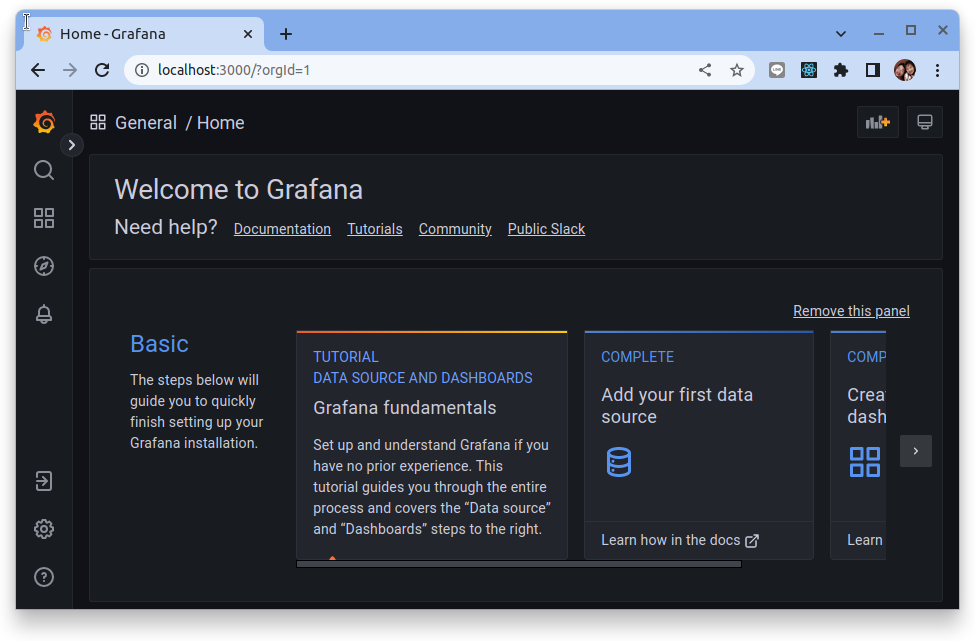 Home - Grafana
localhost:3000/?orgId=1
General / Home
Welcome to Grafana
Need help? Documentation Tutorials Community Public Slack
Remove this panel
Basic
The steps below will
guide you to quickly
finish setting up your
Grafana installation.
TUTORIAL
DATA SOURCE AND DASHBOARDS
Grafana fundamentals
Set up and understand Grafana if you
have no prior experience. This
tutorial guides you through the entire
process and covers the “Data source”
and “Dashboards” steps to the right.
COMPLETE
Add your first data
source
Learn how in the docs
COMP
Crea
dash
Learn